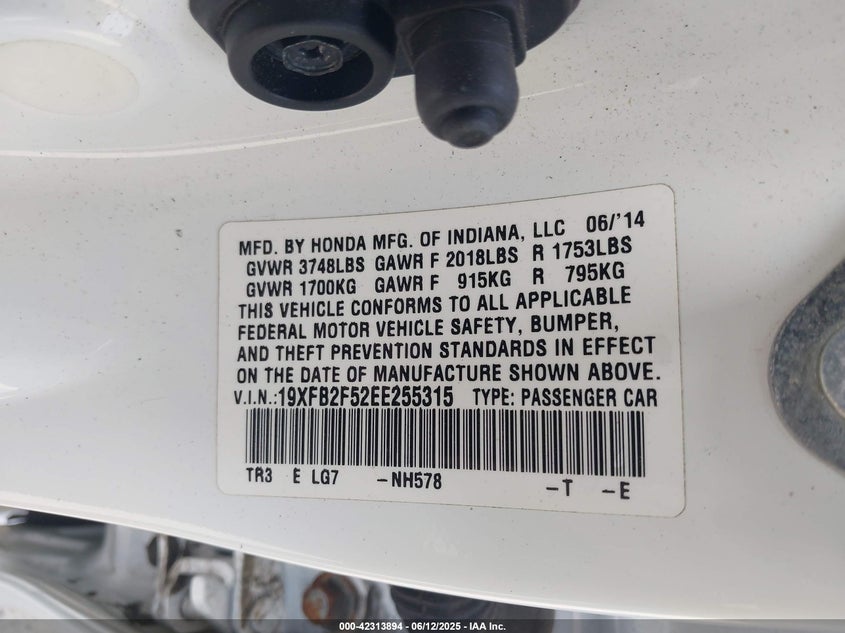 MFD. BY HONDA MFG. OF INDIANA, LLC 06/'14
GVWR 3748LBS GAWR F 2018LBS R 1753LBS
GVWR 1700KG GAWR F 915KG R 795KG
THIS VEHICLE CONFORMS TO ALL APPLICABLE
FEDERAL MOTOR VEHICLE SAFETY, BUMPER,
AND THEFT PREVENTION STANDARDS IN EFFECT
ON THE DATE OF MANUFACTURE SHOWN ABOVE.
V.I.N.:19XFB2F52EE255315 TYPE: PASSENGER CAR
TR3 E LG7 -NH578 -T -E
000-42313894 - 06/12/2025 - IAA Inc.